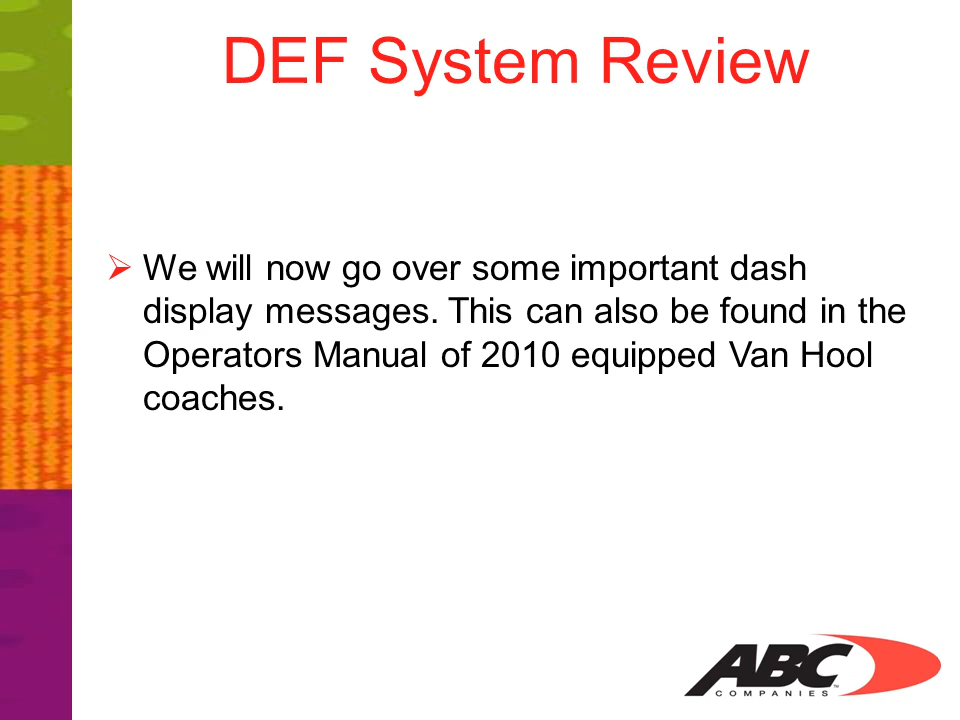 DEF System Review
We will now go over some important dash
display messages. This can also be found in the
Operators Manual of 2010 equipped Van Hool
coaches.
ABC
COMPANIES™